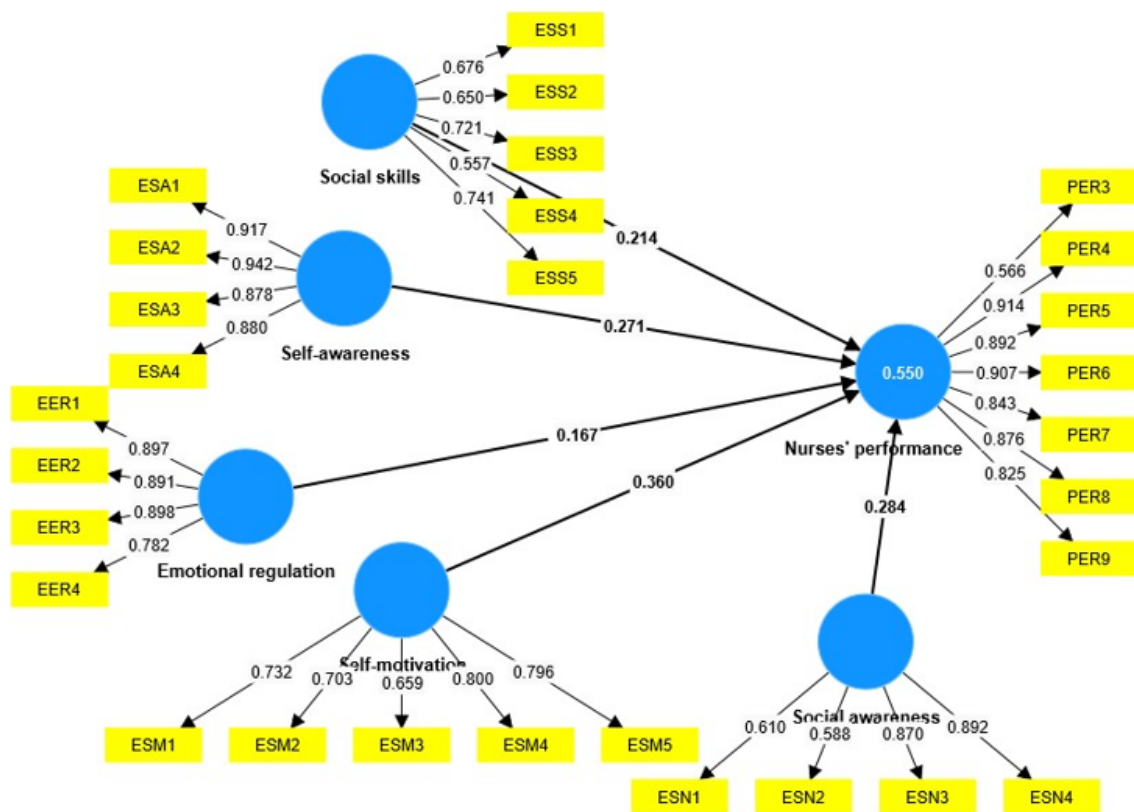 ESS1
0.676
ESS2
0.650
0.721
ESS3
0.557
Social skills
0.741
ESS4
0.214
ESS5
ESA1
0.917
ESA2
0.942
ESA3
0.878
0.880
ESA4
Self-awareness
0.271
EER1
0.897
EER2
0.891
EER3
0.898
0.782
EER4
Emotional regulation
0.167
0.360
0.732
0.703
0.659
0.800
0.796
Self-motivation
ESM1
ESM2
ESM3
ESM4
ESM5
0.284
Social awareness
0.610
0.588
0.870
0.892
ESN1
ESN2
ESN3
ESN4
0.550
Nurses' performance
PER3
0.566
PER4
0.914
PER5
0.892
PER6
0.907
PER7
0.843
0.876
PER8
0.825
PER9